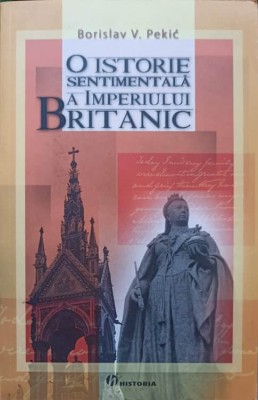 Borislav V. Pekić
O ISTORIE
SENTIMENTALĂ
A IMPERIULUI
BRITANIC
HISTORIA